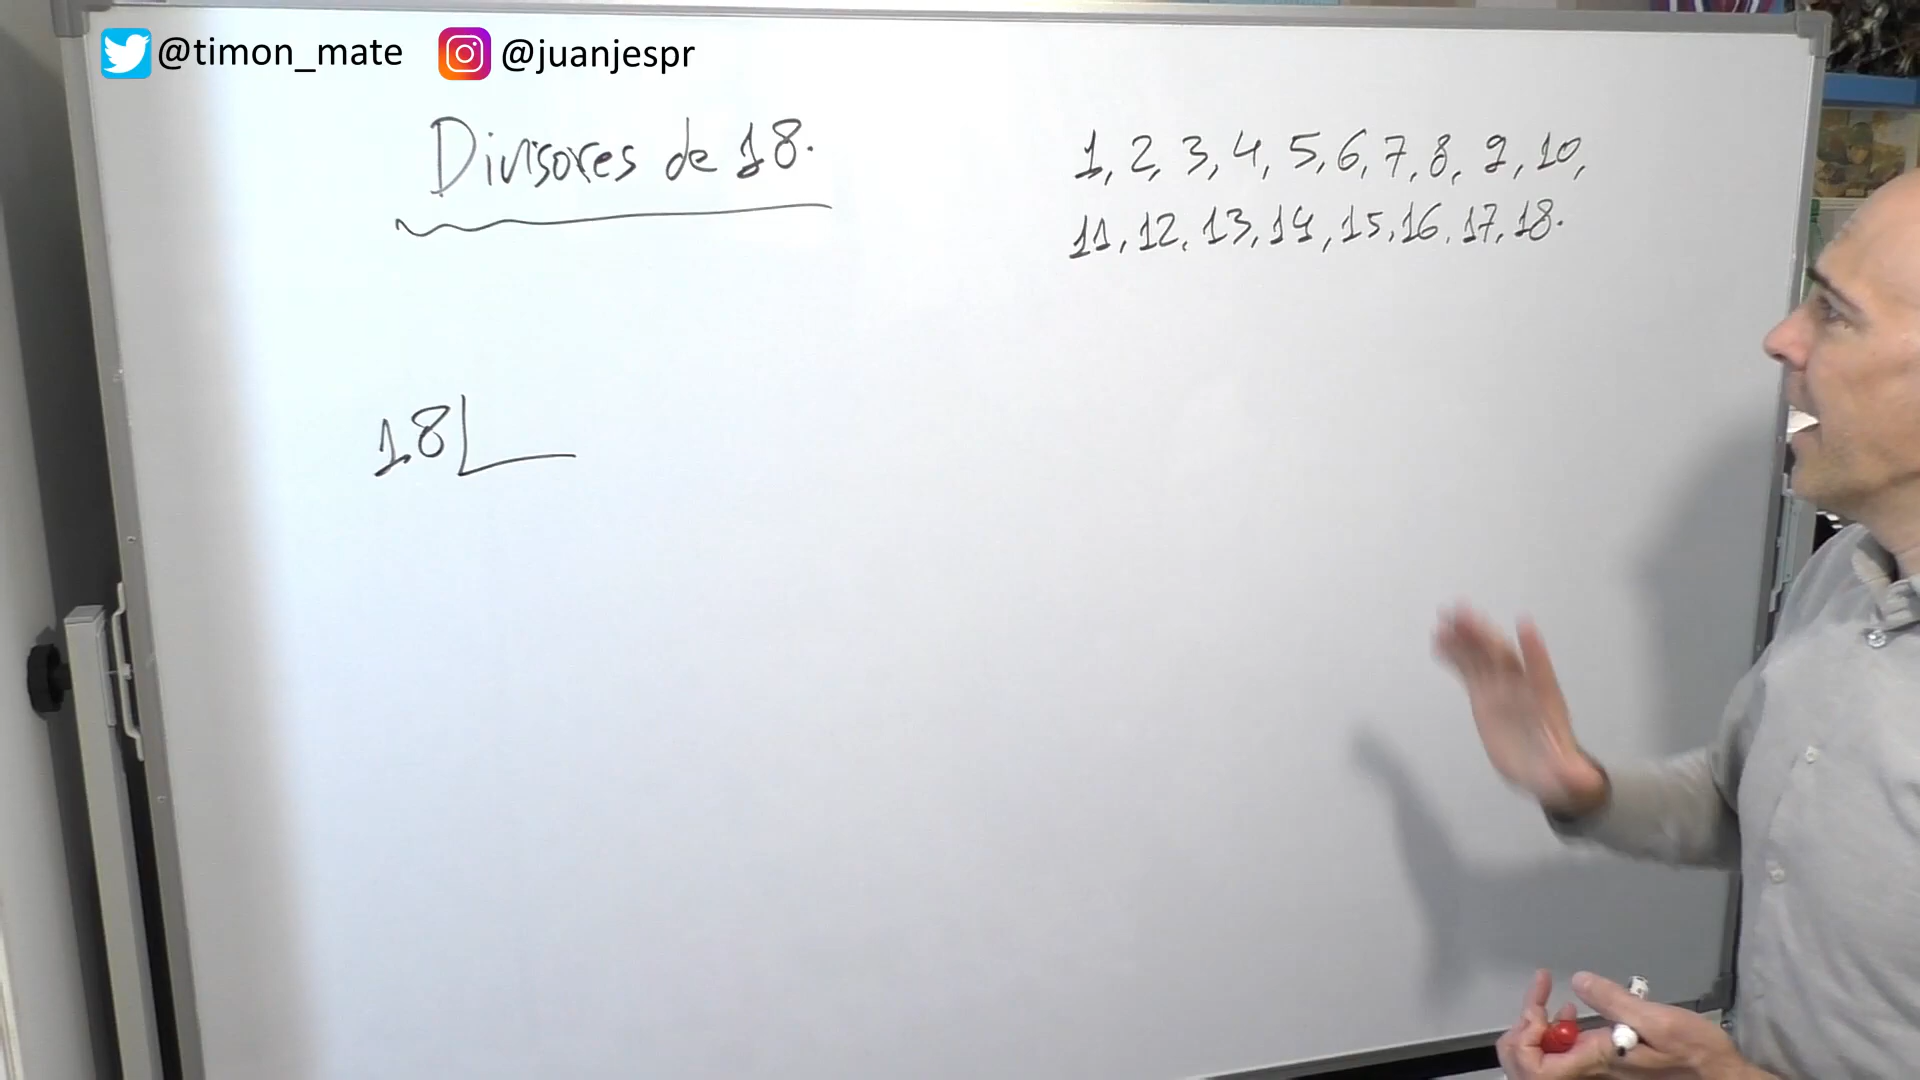 @timon_mate @juanjespr
Divisores de 18.
1, 2, 3, 4, 5, 6, 7, 8, 9, 10,
11, 12, 13, 14, 15, 16, 17, 18.
18